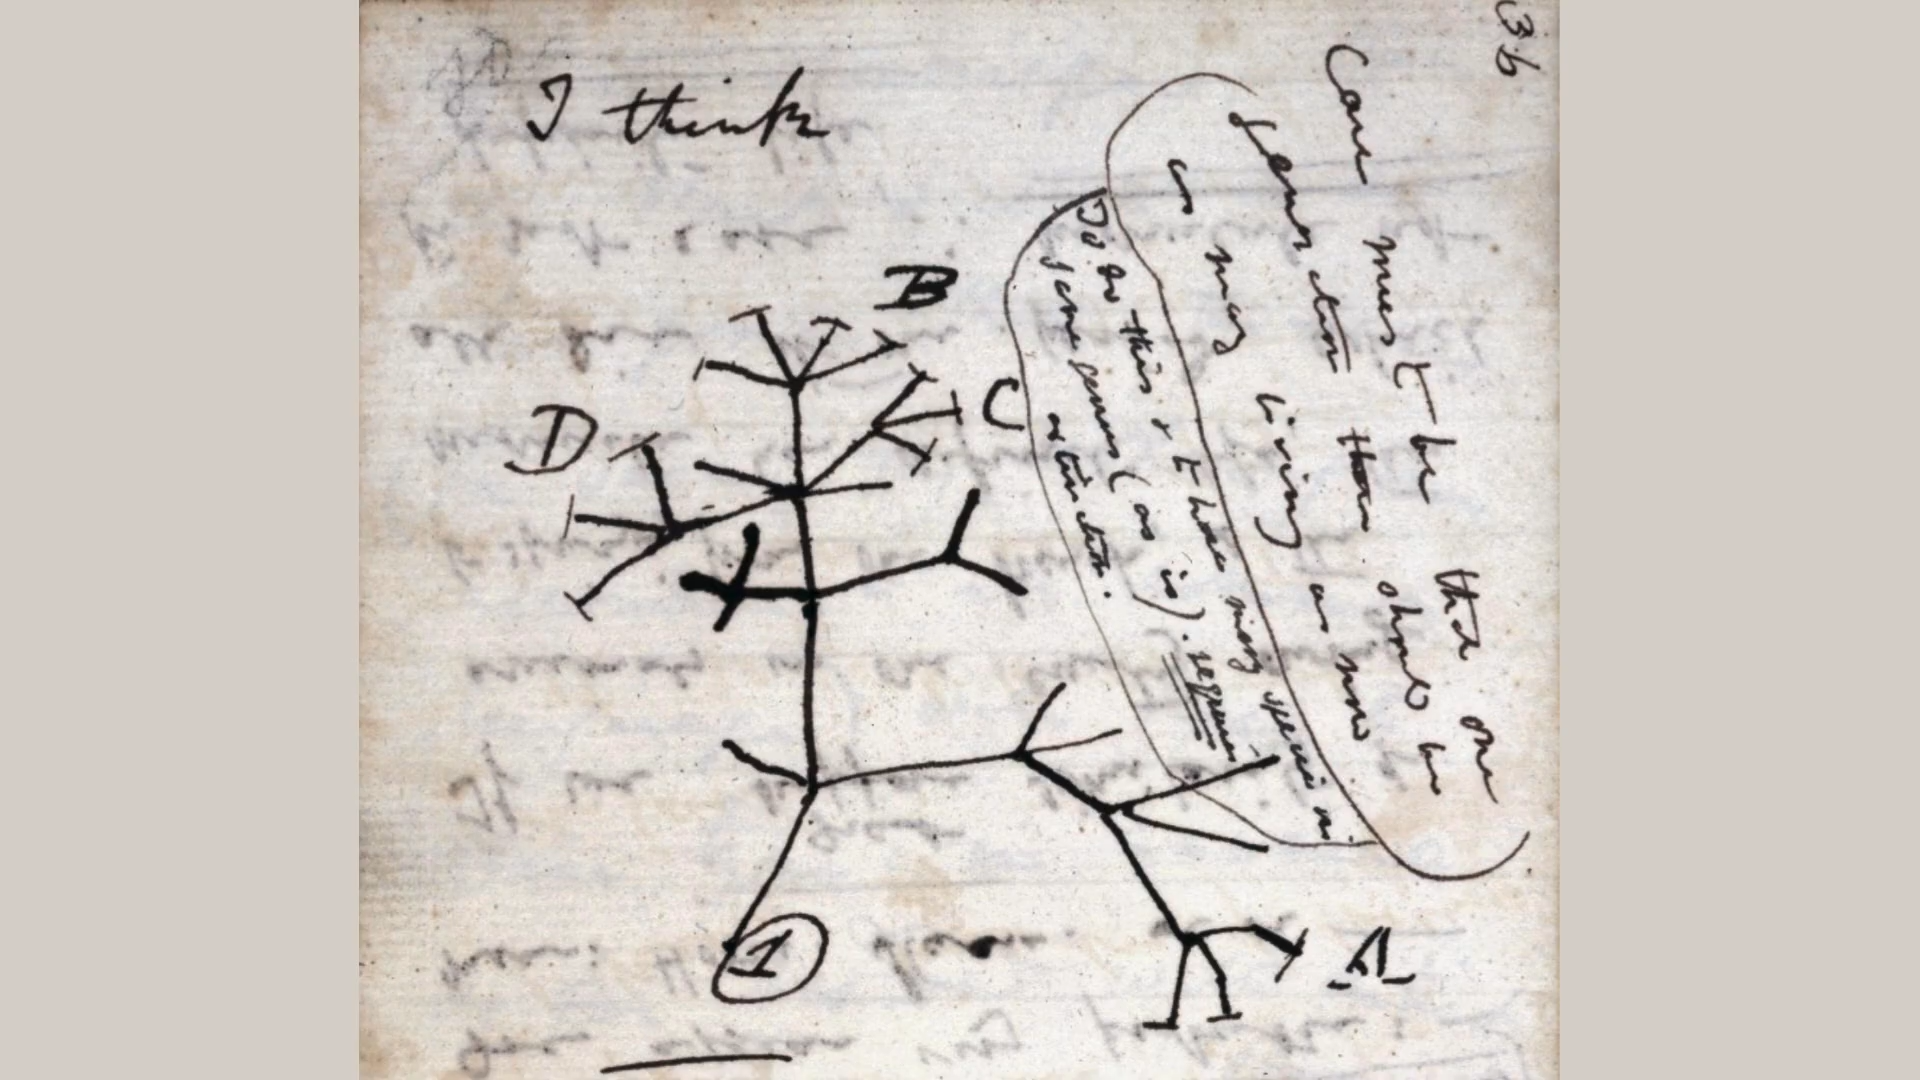 36
I think
Case must be that one
generation then should be
as many living as now
To do this & to have many species in
same genus (as is). requires
extinction.
B
C
D
A
1